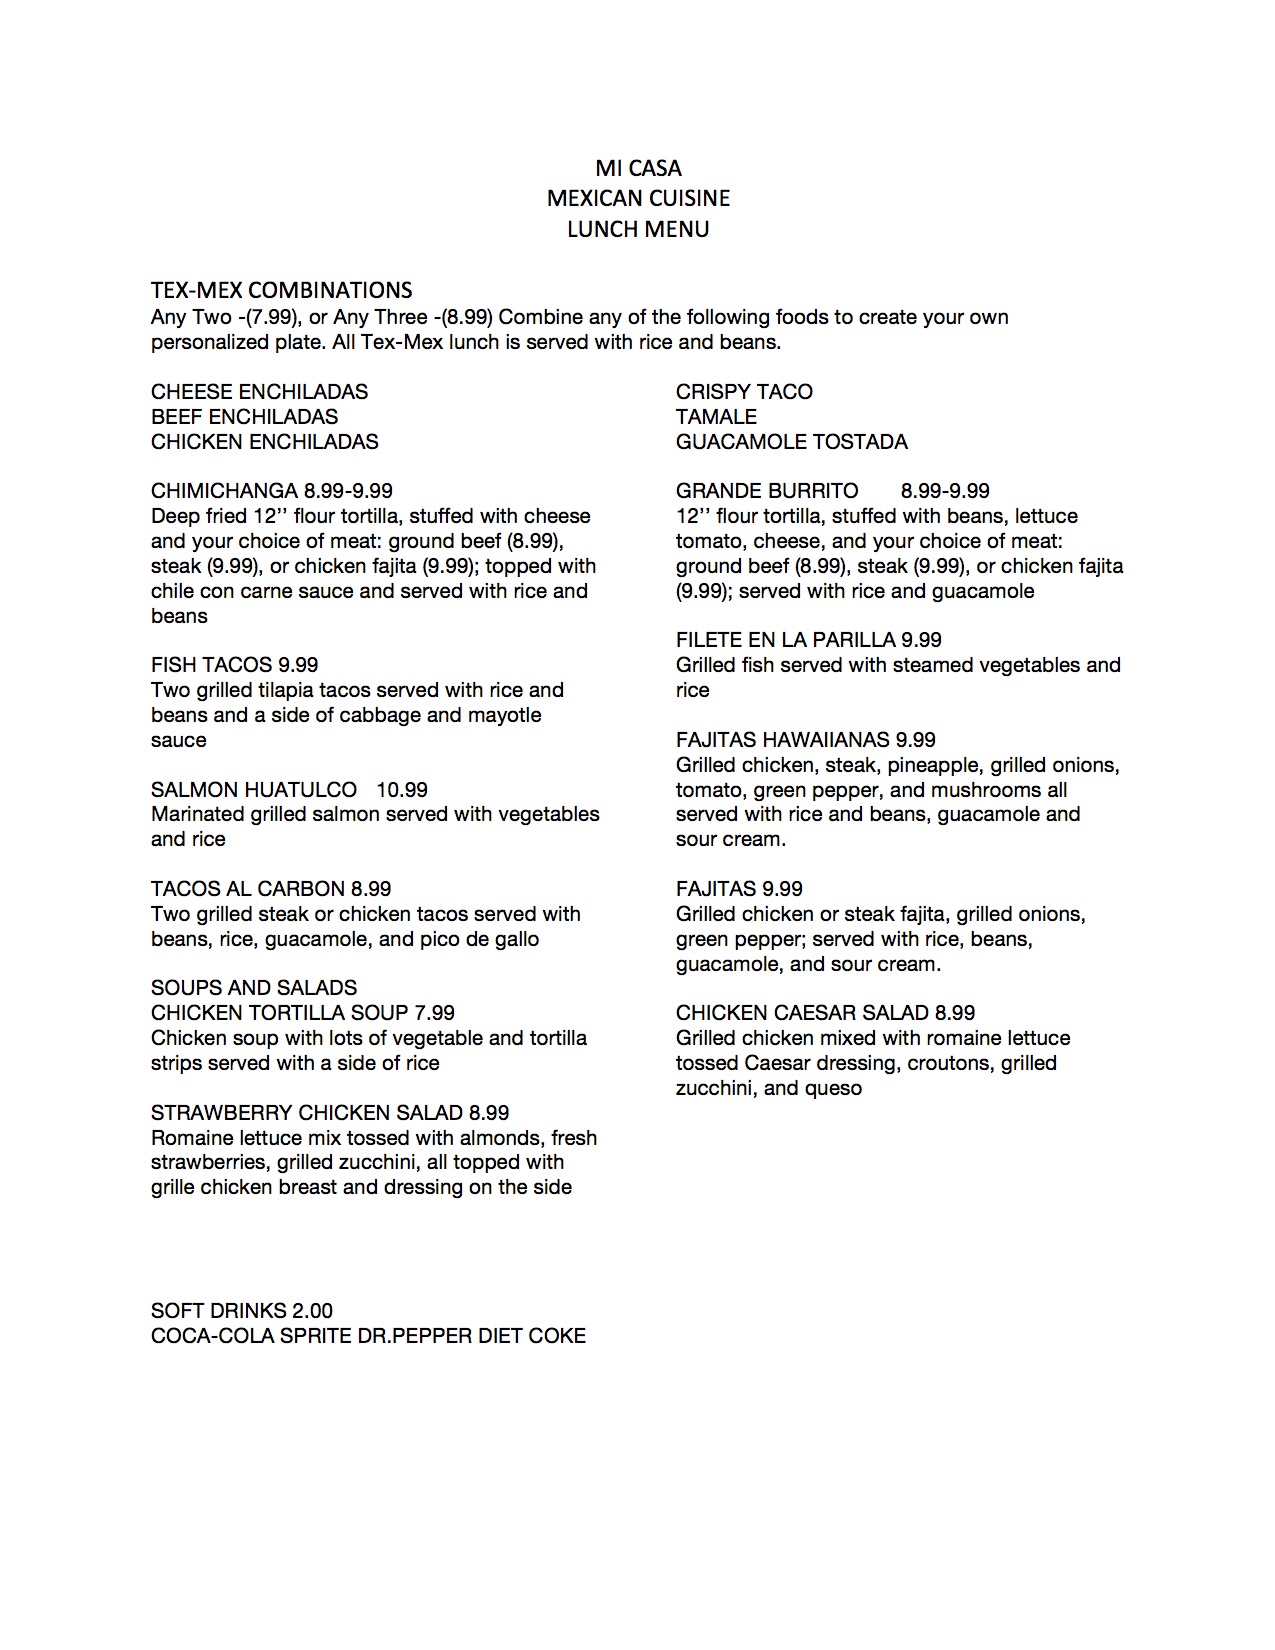 MI CASA
MEXICAN CUISINE
LUNCH MENU
TEX-MEX COMBINATIONS
Any Two -(7.99), or Any Three -(8.99) Combine any of the following foods to create your own
personalized plate. All Tex-Mex lunch is served with rice and beans.
CHEESE ENCHILADAS
BEEF ENCHILADAS
CHICKEN ENCHILADAS
CHIMICHANGA 8.99-9.99
Deep fried 12’’ flour tortilla, stuffed with cheese
and your choice of meat: ground beef (8.99),
steak (9.99), or chicken fajita (9.99); topped with
chile con carne sauce and served with rice and
beans
FISH TACOS 9.99
Two grilled tilapia tacos served with rice and
beans and a side of cabbage and mayotle
sauce
SALMON HUATULCO 10.99
Marinated grilled salmon served with vegetables
and rice
TACOS AL CARBON 8.99
Two grilled steak or chicken tacos served with
beans, rice, guacamole, and pico de gallo
SOUPS AND SALADS
CHICKEN TORTILLA SOUP 7.99
Chicken soup with lots of vegetable and tortilla
strips served with a side of rice
STRAWBERRY CHICKEN SALAD 8.99
Romaine lettuce mix tossed with almonds, fresh
strawberries, grilled zucchini, all topped with
grille chicken breast and dressing on the side
CRISPY TACO
TAMALE
GUACAMOLE TOSTADA
GRANDE BURRITO 8.99-9.99
12’’ flour tortilla, stuffed with beans, lettuce
tomato, cheese, and your choice of meat:
ground beef (8.99), steak (9.99), or chicken fajita
(9.99); served with rice and guacamole
FILETE EN LA PARILLA 9.99
Grilled fish served with steamed vegetables and
rice
FAJITAS HAWAIIANAS 9.99
Grilled chicken, steak, pineapple, grilled onions,
tomato, green pepper, and mushrooms all
served with rice and beans, guacamole and
sour cream.
FAJITAS 9.99
Grilled chicken or steak fajita, grilled onions,
green pepper; served with rice, beans,
guacamole, and sour cream.
CHICKEN CAESAR SALAD 8.99
Grilled chicken mixed with romaine lettuce
tossed Caesar dressing, croutons, grilled
zucchini, and queso
SOFT DRINKS 2.00
COCA-COLA SPRITE DR.PEPPER DIET COKE